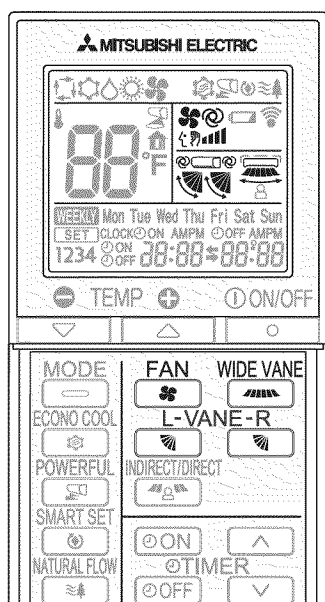 MITSUBISHI ELECTRIC
88°F
WEEKLY Mon Tue Wed Thu Fri Sat Sun
SET CLOCK ON AMPM OFF AMPM
1234 ON OFF 88:88 88:88
TEMP ON/OFF
MODE FAN WIDE VANE
ECONO COOL L-VANE-R
POWERFUL INDIRECT/DIRECT
SMART SET
ON
NATURAL FLOW TIMER
OFF